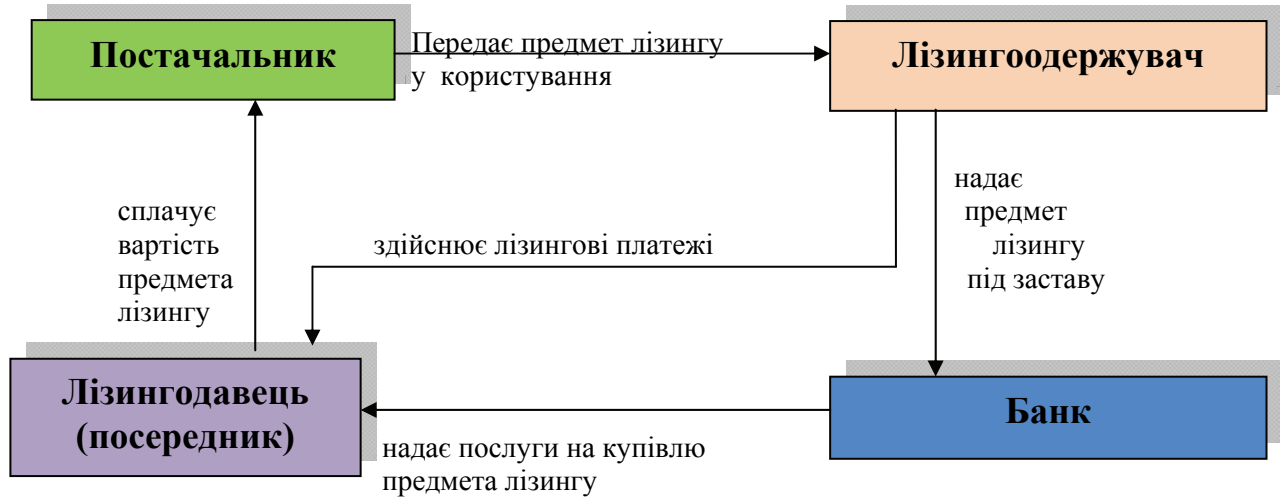 Постачальник
Передає предмет лізингу
у користування
Лізингоодержувач
сплачує
вартість
предмета
лізингу
здійснює лізингові платежі
надає
предмет
лізингу
під заставу
Лізингодавець
(посередник)
надає послуги на купівлю
предмета лізингу
Банк